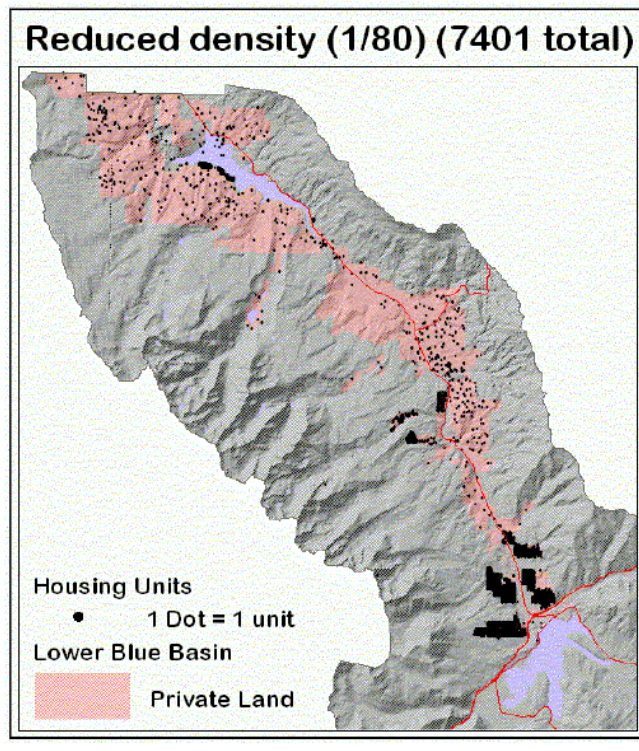 Reduced density (1/80) (7401 total)
Housing Units
1 Dot = 1 unit
Lower Blue Basin
Private Land